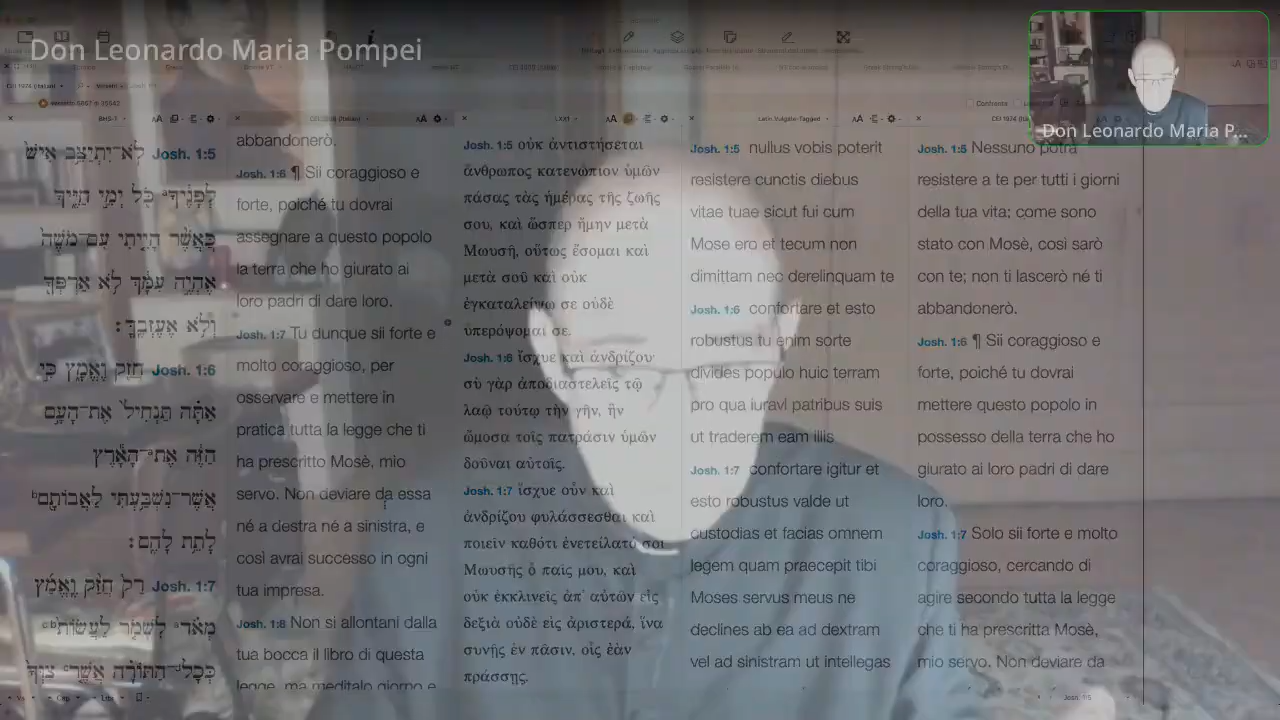 Don Leonardo Maria Pompei
Don Leonardo Maria P...
לֹא־יִתְיַצֵּב אִישׁ Josh. 1:5
לְפָנֶיךָ כֹּל יְמֵי חַיֶּיךָ
כַּאֲשֶׁר הָיִיתִי עִם־מֹשֶׁה
אֶהְיֶה עִמָּךְ לֹא אַרְפְּךָ
וְלֹא אֶעֶזְבֶךָּ׃
חֲזַק וֶאֱמָץ כִּי Josh. 1:6
אַתָּה תַּנְחִיל אֶת־הָעָם
הַזֶּה אֶת־הָאָרֶץ
אֲשֶׁר־נִשְׁבַּעְתִּי לַאֲבוֹתָם
לָתֵת לָהֶם׃
רַק חֲזַק וֶאֱמַץ Josh. 1:7
מְאֹד לִשְׁמֹר לַעֲשׂוֹת
כְּכָל־הַתּוֹרָה אֲשֶׁר צִוְּךָ
abbandonerò.
Josh. 1:6 ¶ Sii coraggioso e
forte, poiché tu dovrai
assegnare a questo popolo
la terra che ho giurato ai
loro padri di dare loro.
Josh. 1:7 Tu dunque sii forte e
molto coraggioso, per
osservare e mettere in
pratica tutta la legge che ti
ha prescritto Mosè, mio
servo. Non deviare da essa
né a destra né a sinistra, e
così avrai successo in ogni
tua impresa.
Josh. 1:8 Non si allontani dalla
tua bocca il libro di questa
legge, ma meditalo giorno e
Josh. 1:5 οὐκ ἀντιστήσεται
ἄνθρωπος κατενώπιον ὑμῶν
πάσας τὰς ἡμέρας τῆς ζωῆς
σου, καὶ ὥσπερ ἤμην μετὰ
Μωυσῆ, οὕτως ἔσομαι καὶ
μετὰ σοῦ καὶ οὐκ
ἐγκαταλείψω σε οὐδὲ
ὑπερόψομαί σε.
Josh. 1:6 ἴσχυε καὶ ἀνδρίζου
σὺ γὰρ ἀποδιαστελεῖς τῷ
λαῷ τούτῳ τὴν γῆν, ἣν
ὤμοσα τοῖς πατράσιν ὑμῶν
δοῦναι αὐτοῖς.
Josh. 1:7 ἴσχυε οὖν καὶ
ἀνδρίζου φυλάσσεσθαι καὶ
ποιεῖν καθότι ἐνετείλατό σοι
Μωυσῆς ὁ παῖς μου, καὶ
οὐκ ἐκκλινεῖς ἀπ᾽ αὐτῶν εἰς
δεξιὰ οὐδὲ εἰς ἀριστερά, ἵνα
συνῇς ἐν πᾶσιν, οἷς ἐὰν
πράσσῃς.
Josh. 1:5 nullus vobis poterit
resistere cunctis diebus
vitae tuae sicut fui cum
Mose ero et tecum non
dimittam nec derelinquam te
Josh. 1:6 confortare et esto
robustus tu enim sorte
divides populo huic terram
pro qua iuravi patribus suis
ut traderem eam illis
Josh. 1:7 confortare igitur et
esto robustus valde ut
custodias et facias omnem
legem quam praecepit tibi
Moses servus meus ne
declines ab ea ad dextram
vel ad sinistram ut intellegas
Josh. 1:5 Nessuno potrà
resistere a te per tutti i giorni
della tua vita; come sono
stato con Mosè, così sarò
con te; non ti lascerò né ti
abbandonerò.
Josh. 1:6 ¶ Sii coraggioso e
forte, poiché tu dovrai
mettere questo popolo in
possesso della terra che ho
giurato ai loro padri di dare
loro.
Josh. 1:7 Solo sii forte e molto
coraggioso, cercando di
agire secondo tutta la legge
che ti ha prescritta Mosè,
mio servo. Non deviare da